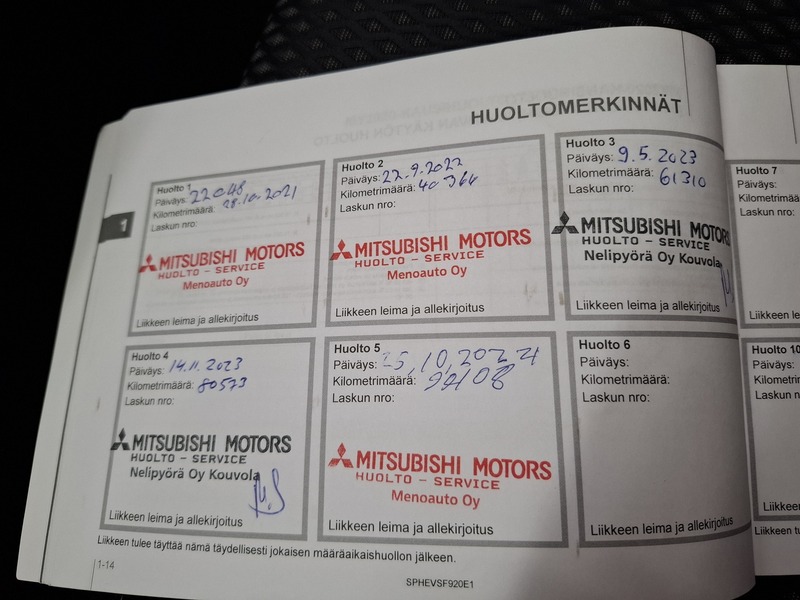 HUOLTOMERKINNÄT
1
Huolto 1
Päiväys: 22048
Kilometrimäärä: 28.10.2021
Laskun nro:
MITSUBISHI MOTORS
HUOLTO - SERVICE
Menoauto Oy
Liikkeen leima ja allekirjoitus
Huolto 2
Päiväys: 22.9.2022
Kilometrimäärä: 40 364
Laskun nro:
MITSUBISHI MOTORS
HUOLTO - SERVICE
Menoauto Oy
Liikkeen leima ja allekirjoitus
Huolto 3
Päiväys: 9.5.2023
Kilometrimäärä: 61310
Laskun nro:
MITSUBISHI MOTORS
HUOLTO - SERVICE
Nelipyörä Oy Kouvola
Liikkeen leima ja allekirjoitus
Huolto 7
Päiväys:
Laskun n
Huolto 4
Päiväys: 14.11.2023
Kilometrimäärä: 80573
Laskun nro:
MITSUBISHI MOTORS
HUOLTO - SERVICE
Nelipyörä Oy Kouvola
Liikkeen leima ja allekirjoitus
Huolto 5
Päiväys: 25,10,2024
Kilometrimäärä:
Laskun nro:
MITSUBISHI MOTORS
HUOLTO - SERVICE
Menoauto Oy
Liikkeen leima ja allekirjoitus
Huolto 6
Päiväys:
Kilometrimäärä:
Laskun nro:
Liikkeen leima ja allekirjoitus
Huolto 10
Päiväys:
Liikkeen tulee täyttää nämä täydellisesti jokaisen määräaikaishuollon jälkeen.
1-14
SPHEVSF920E1